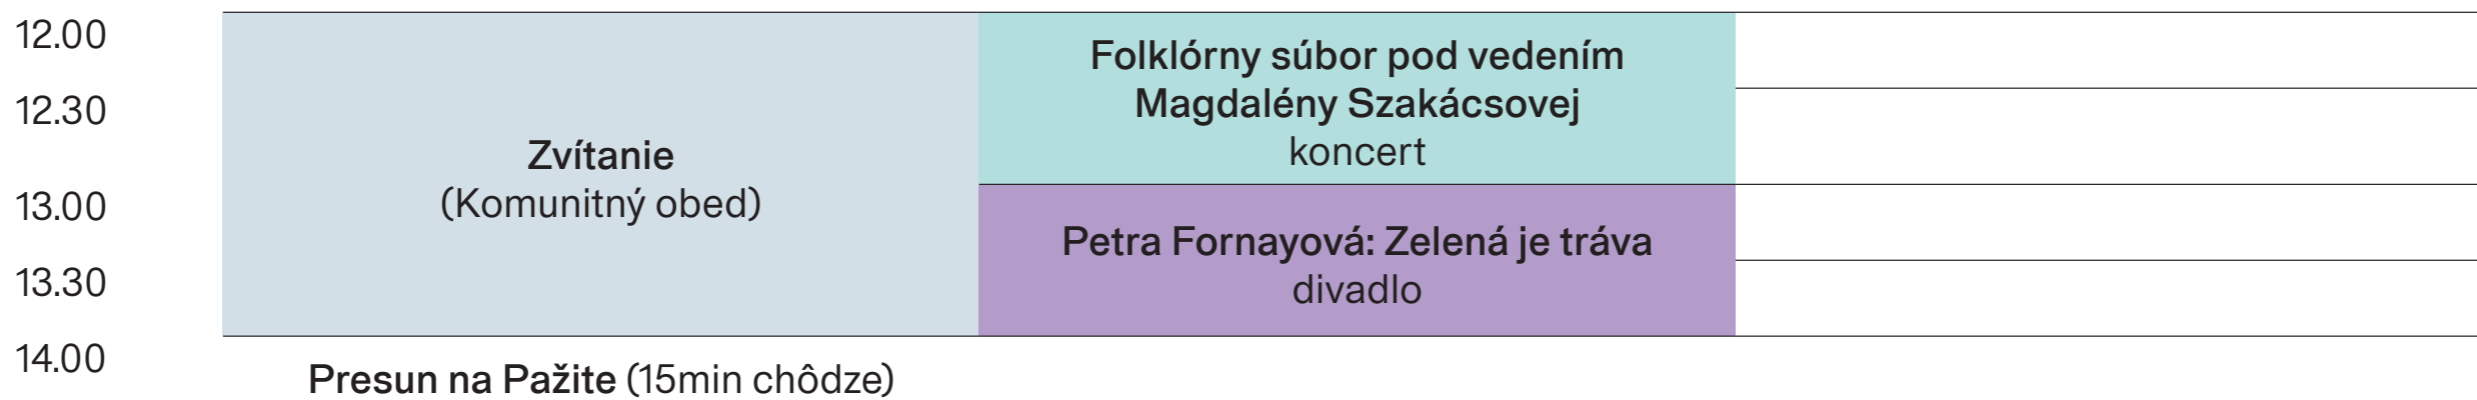 12.00
12.30
13.00
13.30
14.00
Zvítanie
(Komunitný obed)
Folklórny súbor pod vedením
Magdalény Szakácsovej
koncert
Petra Fornayová: Zelená je tráva
divadlo
Presun na Pažite (15min chôdze)